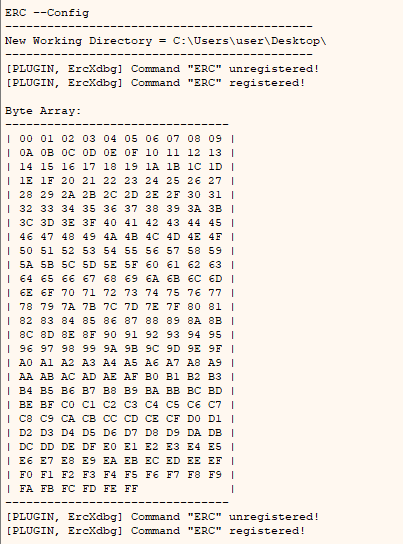 ERC --Config
--------------------------------------------
New Working Directory = C:\Users\user\Desktop\
--------------------------------------------
[PLUGIN, ErcXdbg] Command "ERC" unregistered!
[PLUGIN, ErcXdbg] Command "ERC" registered!
Byte Array:
---------------------------------
| 00 01 02 03 04 05 06 07 08 09 |
| 0A 0B 0C 0D 0E 0F 10 11 12 13 |
| 14 15 16 17 18 19 1A 1B 1C 1D |
| 1E 1F 20 21 22 23 24 25 26 27 |
| 28 29 2A 2B 2C 2D 2E 2F 30 31 |
| 32 33 34 35 36 37 38 39 3A 3B |
| 3C 3D 3E 3F 40 41 42 43 44 45 |
| 46 47 48 49 4A 4B 4C 4D 4E 4F |
| 50 51 52 53 54 55 56 57 58 59 |
| 5A 5B 5C 5D 5E 5F 60 61 62 63 |
| 64 65 66 67 68 69 6A 6B 6C 6D |
| 6E 6F 70 71 72 73 74 75 76 77 |
| 78 79 7A 7B 7C 7D 7E 7F 80 81 |
| 82 83 84 85 86 87 88 89 8A 8B |
| 8C 8D 8E 8F 90 91 92 93 94 95 |
| 96 97 98 99 9A 9B 9C 9D 9E 9F |
| A0 A1 A2 A3 A4 A5 A6 A7 A8 A9 |
| AA AB AC AD AE AF B0 B1 B2 B3 |
| B4 B5 B6 B7 B8 B9 BA BB BC BD |
| BE BF C0 C1 C2 C3 C4 C5 C6 C7 |
| C8 C9 CA CB CC CD CE CF D0 D1 |
| D2 D3 D4 D5 D6 D7 D8 D9 DA DB |
| DC DD DE DF E0 E1 E2 E3 E4 E5 |
| E6 E7 E8 E9 EA EB EC ED EE EF |
| F0 F1 F2 F3 F4 F5 F6 F7 F8 F9 |
| FA FB FC FD FE FF |
---------------------------------
[PLUGIN, ErcXdbg] Command "ERC" unregistered!
[PLUGIN, ErcXdbg] Command "ERC" registered!